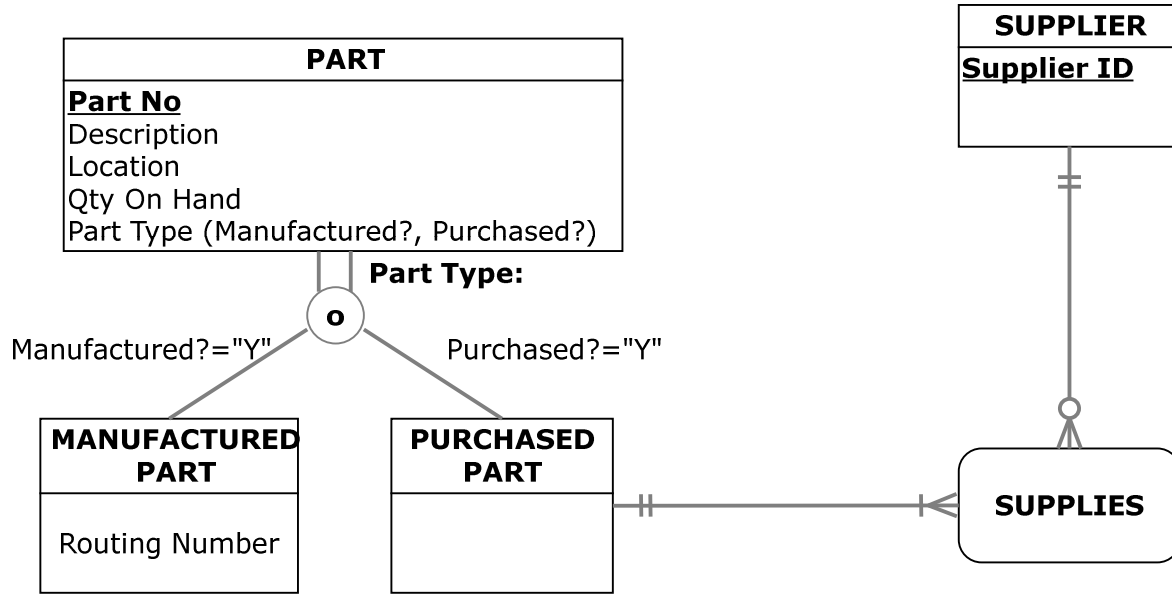 PART
Part No
Description
Location
Qty On Hand
Part Type (Manufactured?, Purchased?)
SUPPLIER
Supplier ID
Part Type:
o
Manufactured?="Y"
Purchased?="Y"
MANUFACTURED
PART
Routing Number
PURCHASED
PART
SUPPLIES